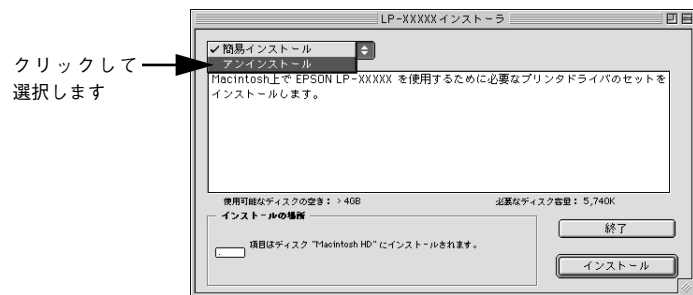 LP-XXXXXインストーラ
✓簡易インストール
アンインストール
クリックして
選択します
Macintosh上で EPSON LP-XXXXX を使用するために必要なプリンタドライバのセットを
インストールします。
使用可能なディスクの空き： > 4GB 必要なディスク容量： 5,740K
インストールの場所
項目はディスク "Macintosh HD" にインストールされます。
終了
インストール